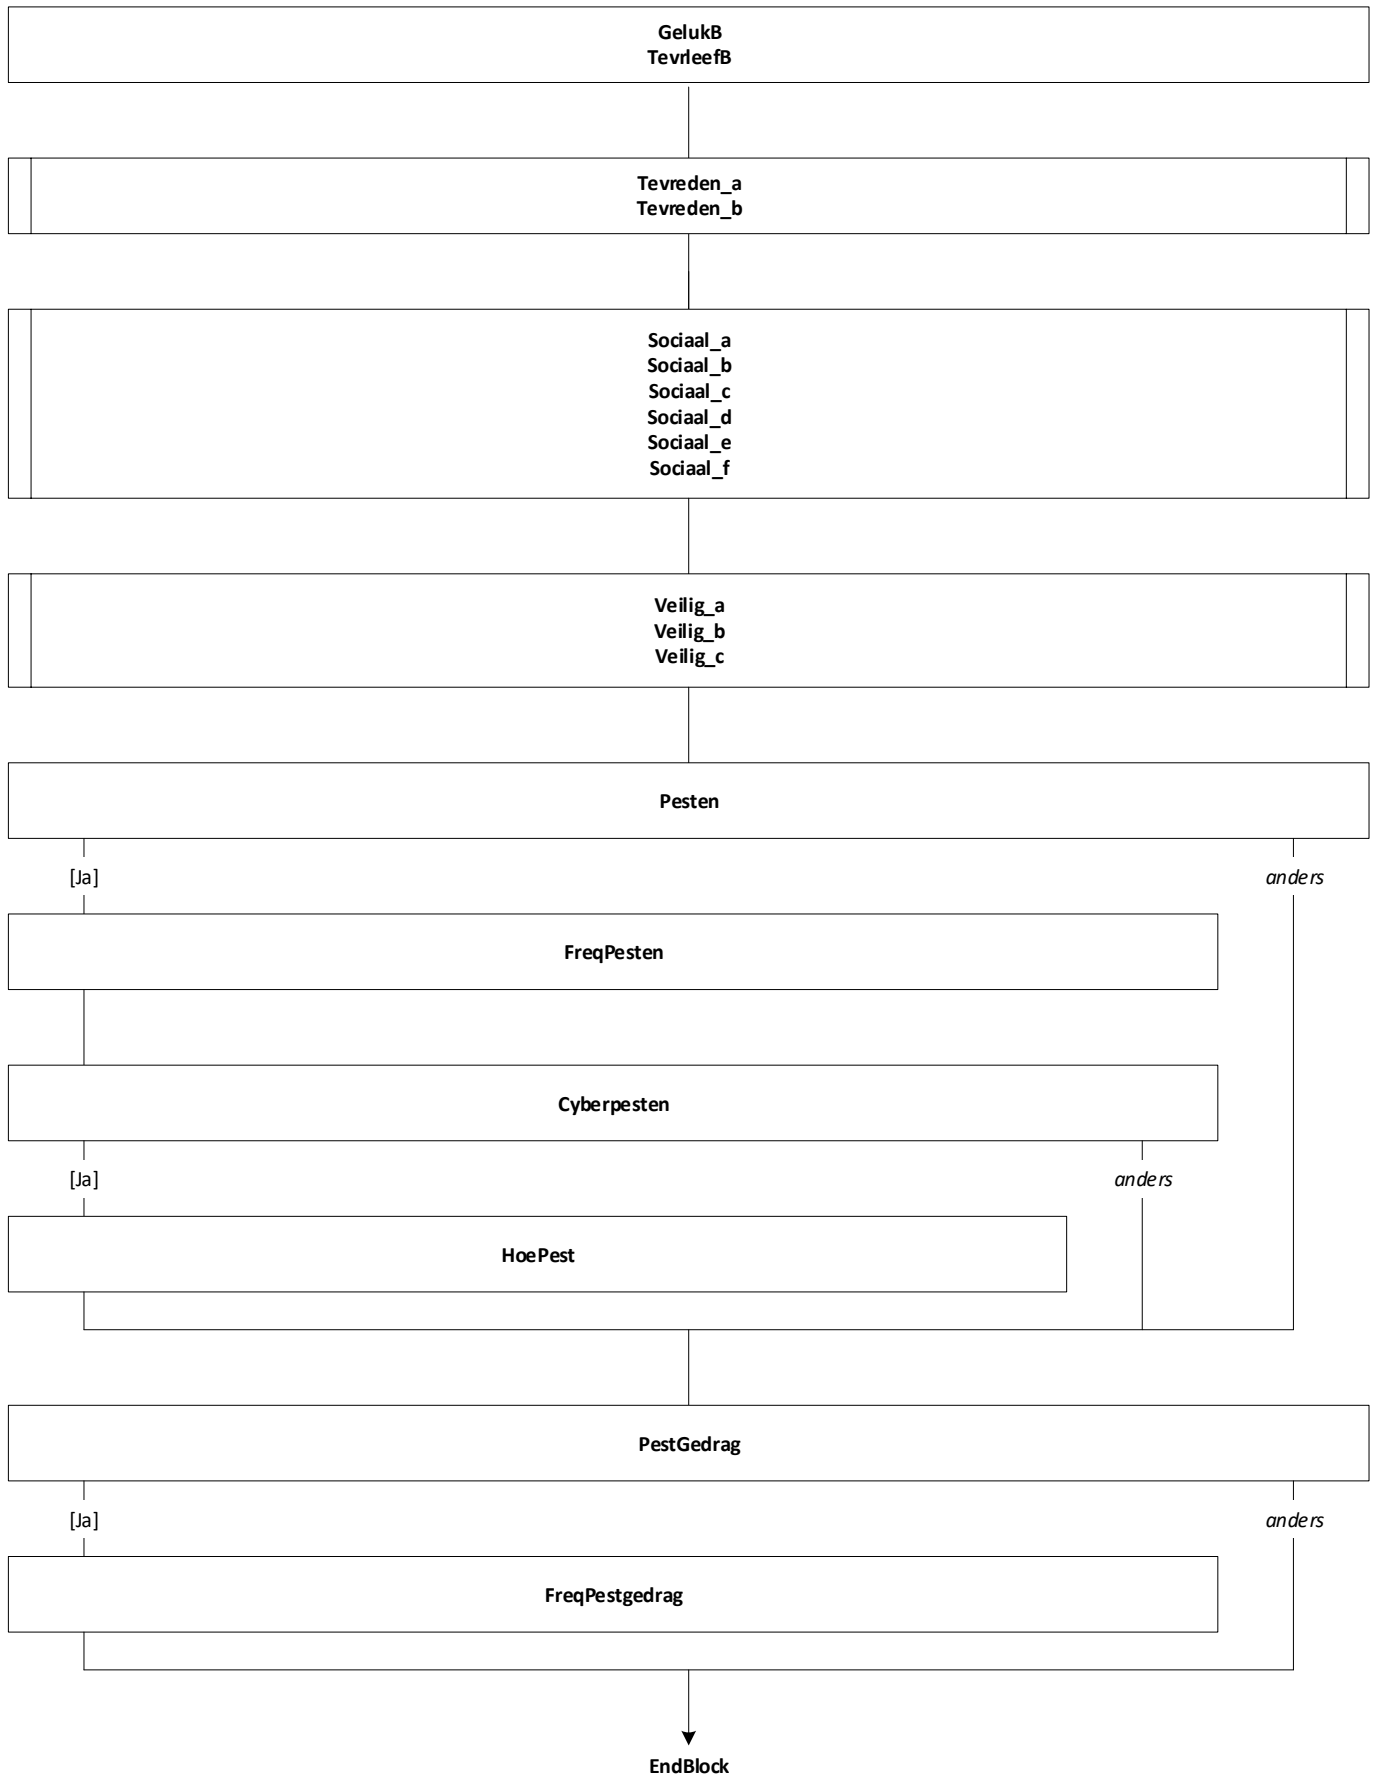 GelukB
TevrleefB
Tevreden_a
Tevreden_b
Sociaal_a
Sociaal_b
Sociaal_c
Sociaal_d
Sociaal_e
Sociaal_f
Veilig_a
Veilig_b
Veilig_c
Pesten
[Ja] anders
FreqPesten
Cyberpesten
[Ja] anders
HoePest
PestGedrag
[Ja] anders
FreqPestgedrag
EndBlock